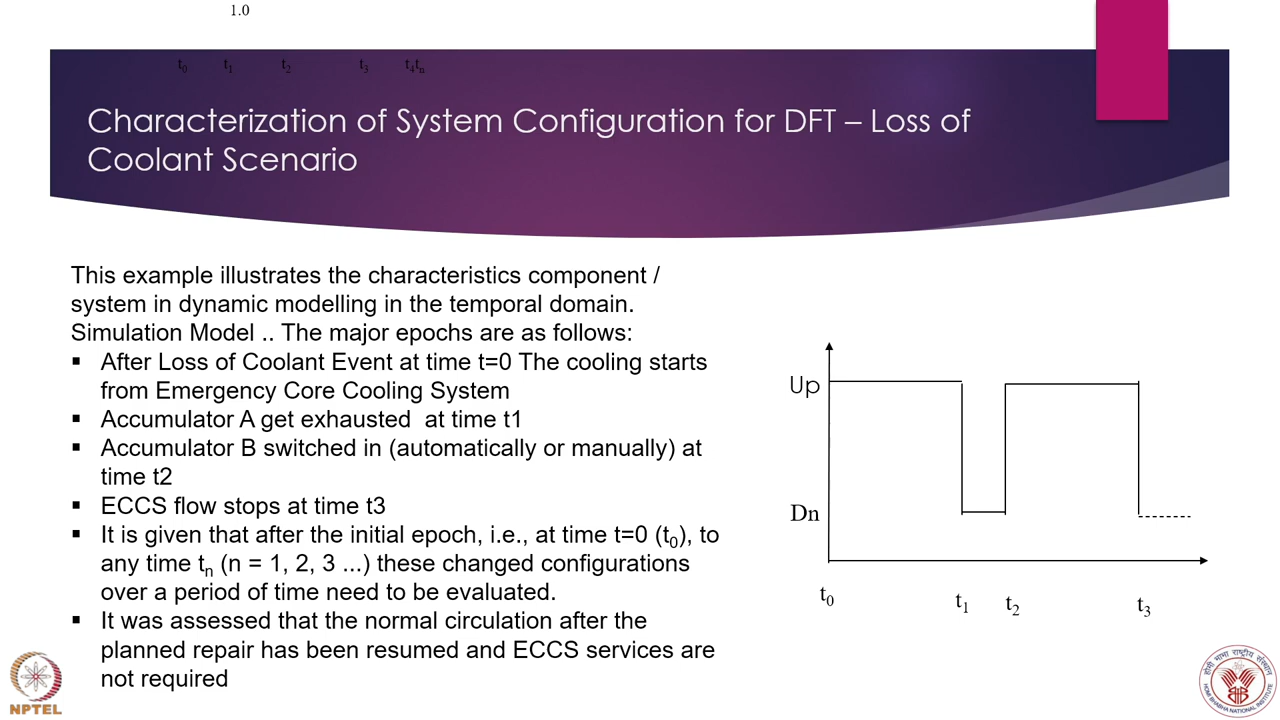 1.0
t₀ t₁ t₂ t₃ t₄tₙ
Characterization of System Configuration for DFT – Loss of
Coolant Scenario
This example illustrates the characteristics component /
system in dynamic modelling in the temporal domain.
Simulation Model .. The major epochs are as follows:
▪ After Loss of Coolant Event at time t=0 The cooling starts
from Emergency Core Cooling System
▪ Accumulator A get exhausted at time t1
▪ Accumulator B switched in (automatically or manually) at
time t2
▪ ECCS flow stops at time t3
▪ It is given that after the initial epoch, i.e., at time t=0 (t₀), to
any time tₙ (n = 1, 2, 3 ...) these changed configurations
over a period of time need to be evaluated.
▪ It was assessed that the normal circulation after the
planned repair has been resumed and ECCS services are
not required
Up
Dn
t₀ t₁ t₂ t₃
NPTEL
होमी भाभा राष्ट्रीय संस्थान
HOMI BHABHA NATIONAL INSTITUTE